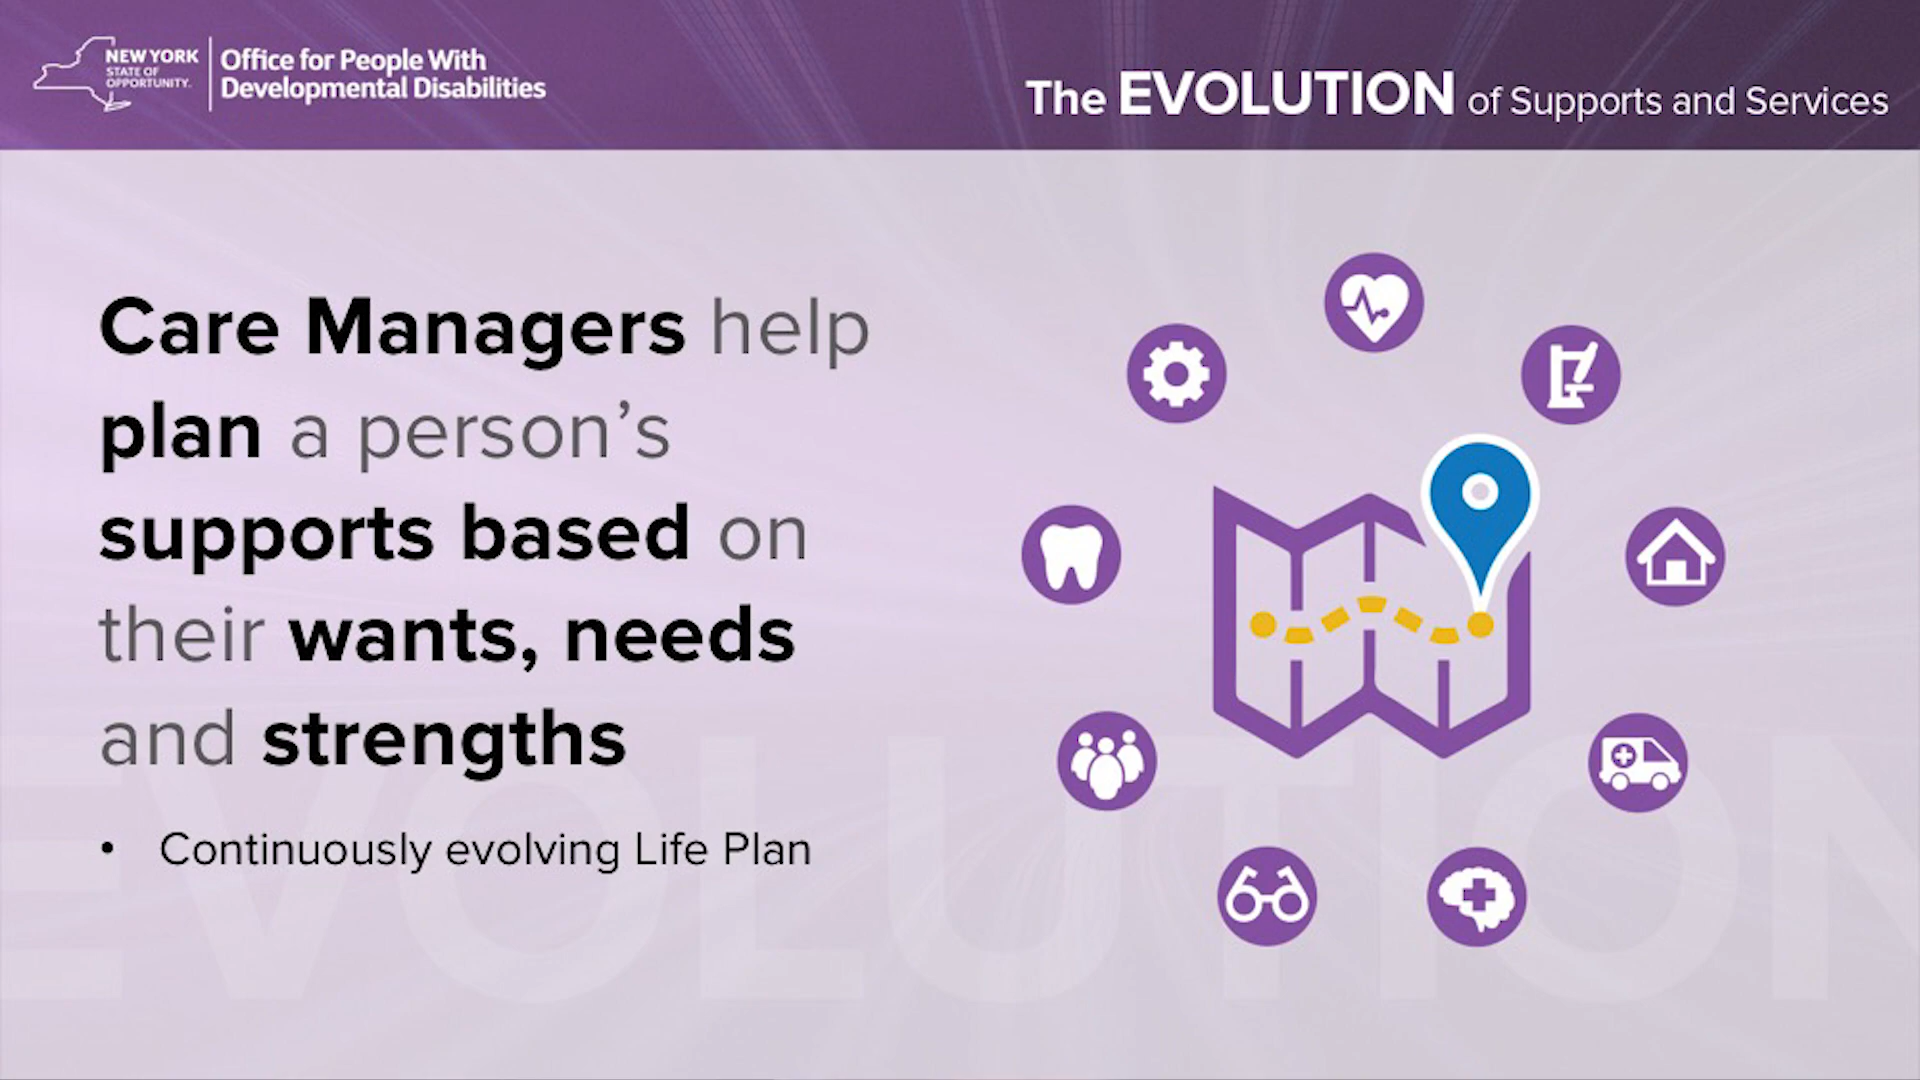 NEW YORK
STATE OF
OPPORTUNITY.
Office for People With
Developmental Disabilities
The EVOLUTION of Supports and Services
Care Managers help
plan a person's
supports based on
their wants, needs
and strengths
• Continuously evolving Life Plan
EVOLUTION